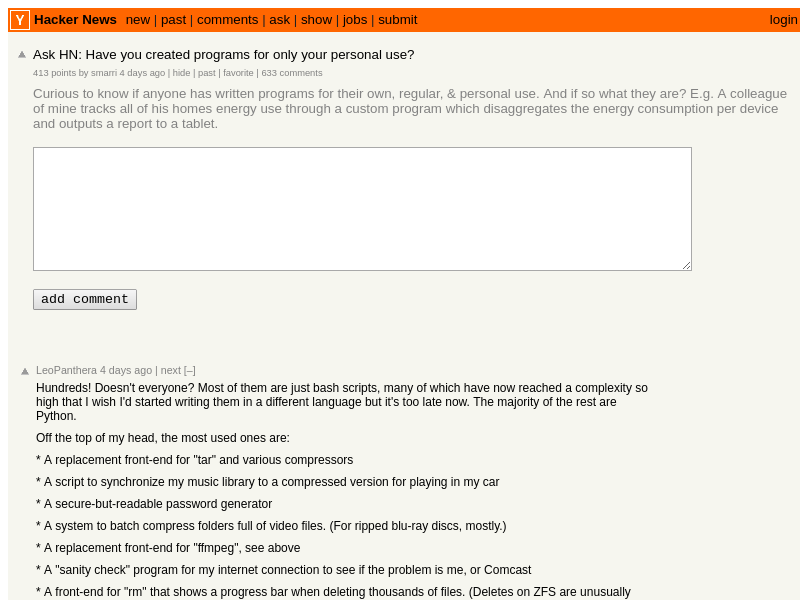 Y Hacker News new | past | comments | ask | show | jobs | submit login
Ask HN: Have you created programs for only your personal use?
413 points by smarri 4 days ago | hide | past | favorite | 633 comments
Curious to know if anyone has written programs for their own, regular, & personal use. And if so what they are? E.g. A colleague
of mine tracks all of his homes energy use through a custom program which disaggregates the energy consumption per device
and outputs a report to a tablet.
add comment
LeoPanthera 4 days ago | next [–]
Hundreds! Doesn't everyone? Most of them are just bash scripts, many of which have now reached a complexity so
high that I wish I'd started writing them in a different language but it's too late now. The majority of the rest are
Python.
Off the top of my head, the most used ones are:
* A replacement front-end for "tar" and various compressors
* A script to synchronize my music library to a compressed version for playing in my car
* A secure-but-readable password generator
* A system to batch compress folders full of video files. (For ripped blu-ray discs, mostly.)
* A replacement front-end for "ffmpeg", see above
* A "sanity check" program for my internet connection to see if the problem is me, or Comcast
* A front-end for "rm" that shows a progress bar when deleting thousands of files. (Deletes on ZFS are unusually